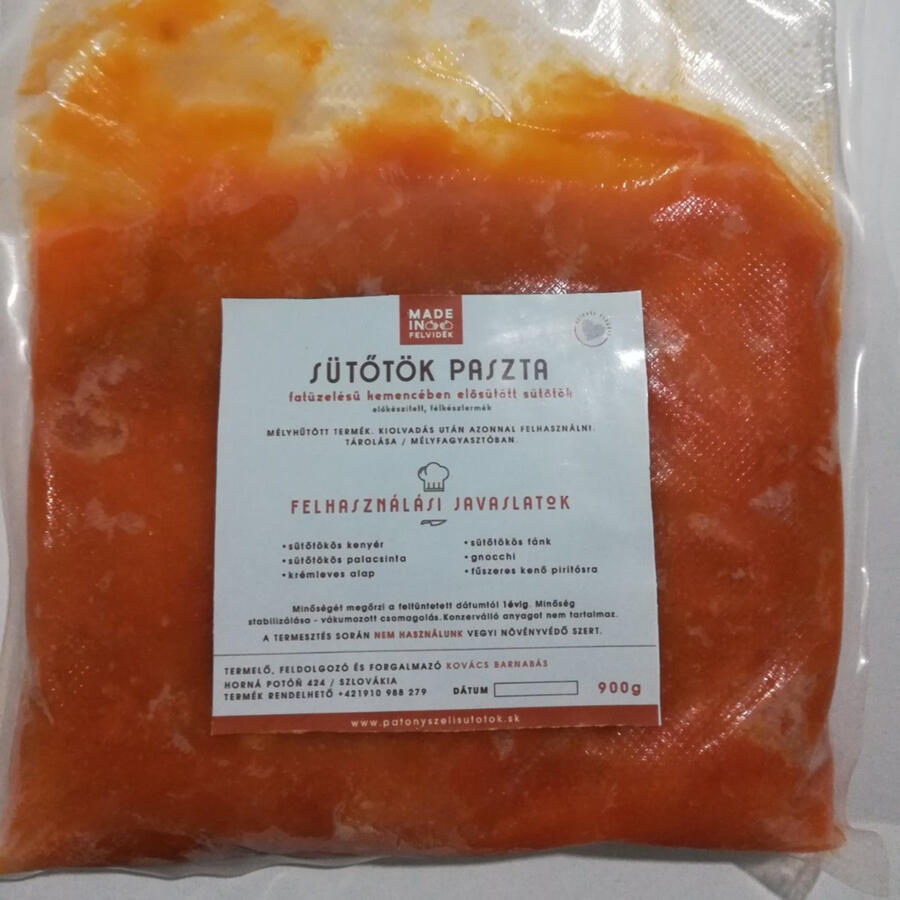 MADE
IN
FELVIDÉK
SÜTŐTÖK PASZTA
fatüzelésű kemencében elősütött sütőtök
előkészített, félkésztermék
MÉLYHŰTÖTT TERMÉK. KIOLVADÁS UTÁN AZONNAL FELHASZNÁLNI.
TÁROLÁSA / MÉLYFAGYASZTÓBAN.
FELHASZNÁLÁSI JAVASLATOK
•sütőtökös kenyér
•sütőtökös palacsinta
•krémleves alap
•sütőtökös fánk
•gnocchi
•fűszeres kenő pirítósra
Minőségét megőrzi a feltüntetett dátumtól 1évig. Minőség
stabilizálása - vákumozott csomagolás.Konzerválló anyagot nem tartalmaz.
A TERMESZTÉS SORÁN NEM HASZNÁLUNK VEGYI NÖVÉNYVÉDŐ SZERT.
TERMELŐ, FELDOLGOZÓ ÉS FORGALMAZÓ KOVÁCS BARNABÁS
HORNÁ POTÔŇ 424 / SZLOVÁKIA
TERMÉK RENDELHETŐ +421910 988 279
DÁTUM
900g
www.patonyszelisutotok.sk